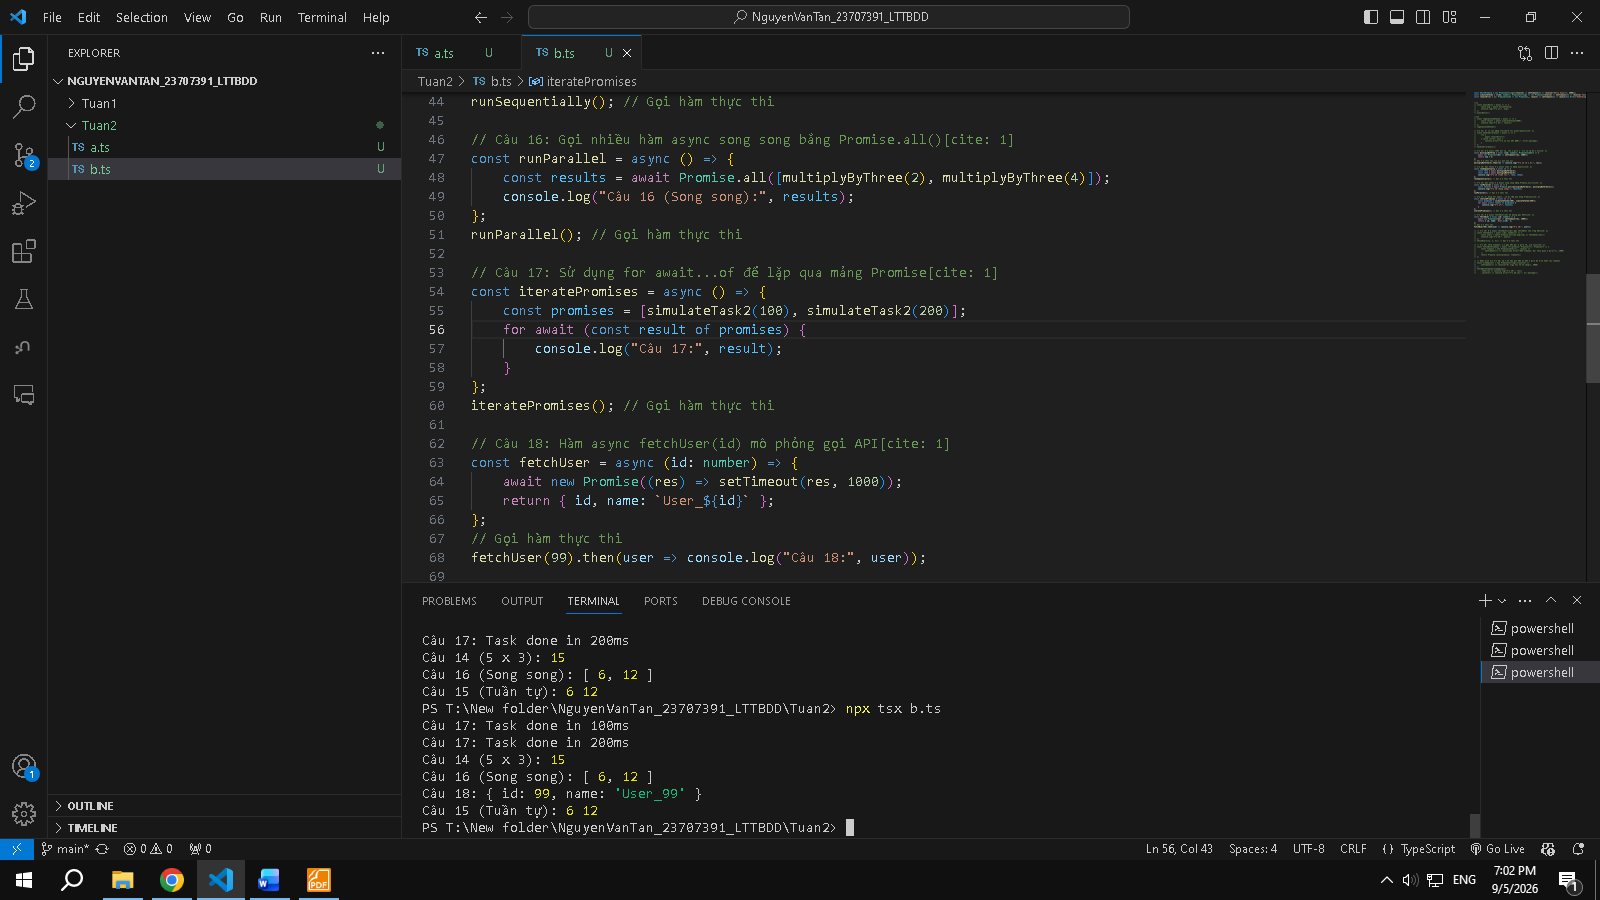 File Edit Selection View Go Run Terminal Help
NguyenVanTan_23707391_LTTBDD
EXPLORER
NGUYENVANTAN_23707391_LTTBDD
Tuan1
Tuan2
TS a.ts U
TS b.ts U
OUTLINE
TIMELINE
TS a.ts U
TS b.ts U
Tuan2 > TS b.ts > iteratePromises
44 runSequentially(); // Gọi hàm thực thi
45
46 // Câu 16: Gọi nhiều hàm async song song bằng Promise.all()[cite: 1]
47 const runParallel = async () => {
48 const results = await Promise.all([multiplyByThree(2), multiplyByThree(4)]);
49 console.log("Câu 16 (Song song):", results);
50 };
51 runParallel(); // Gọi hàm thực thi
52
53 // Câu 17: Sử dụng for await...of để lặp qua mảng Promise[cite: 1]
54 const iteratePromises = async () => {
55 const promises = [simulateTask2(100), simulateTask2(200)];
56 for await (const result of promises) {
57 console.log("Câu 17:", result);
58 }
59 };
60 iteratePromises(); // Gọi hàm thực thi
61
62 // Câu 18: Hàm async fetchUser(id) mô phỏng gọi API[cite: 1]
63 const fetchUser = async (id: number) => {
64 await new Promise((res) => setTimeout(res, 1000));
65 return { id, name: `User_${id}` };
66 };
67 // Gọi hàm thực thi
68 fetchUser(99).then(user => console.log("Câu 18:", user));
69
PROBLEMS OUTPUT TERMINAL PORTS DEBUG CONSOLE
Câu 17: Task done in 200ms
Câu 14 (5 x 3): 15
Câu 16 (Song song): [ 6, 12 ]
Câu 15 (Tuần tự): 6 12
PS T:\New folder\NguyenVanTan_23707391_LTTBDD\Tuan2> npx tsx b.ts
Câu 17: Task done in 100ms
Câu 17: Task done in 200ms
Câu 14 (5 x 3): 15
Câu 16 (Song song): [ 6, 12 ]
Câu 18: { id: 99, name: 'User_99' }
Câu 15 (Tuần tự): 6 12
PS T:\New folder\NguyenVanTan_23707391_LTTBDD\Tuan2>
powershell
powershell
powershell
2
1
main* 0 0 0
Ln 56, Col 43 Spaces: 4 UTF-8 CRLF {} TypeScript Go Live
ENG
7:02 PM
9/5/2026
1